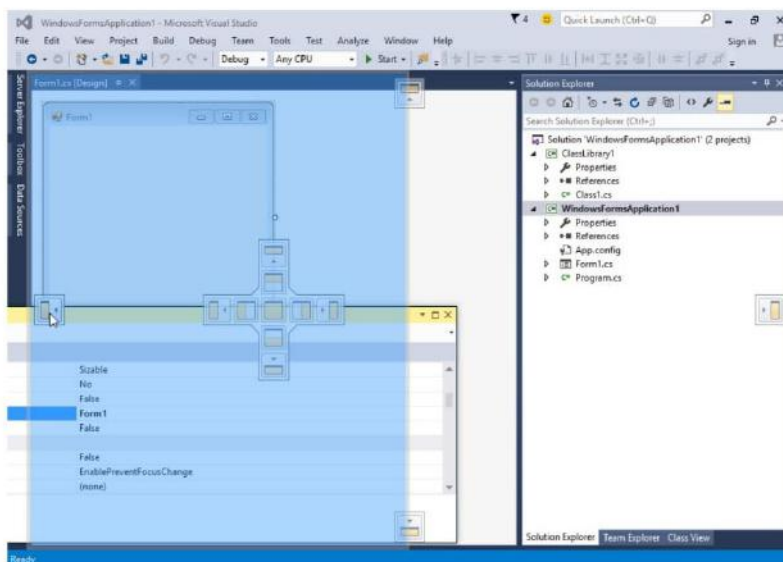 WindowsFormsApplication1 - Microsoft Visual Studio
4
Quick Launch (Ctrl+Q)
File Edit View Project Build Debug Team Tools Test Analyze Window Help
Sign in
Debug Any CPU Start
Server Explorer
Toolbox
Data Sources
Form1.cs [Design]
Form1
Solution Explorer
Search Solution Explorer (Ctrl+;)
Solution 'WindowsFormsApplication1' (2 projects)
ClassLibrary1
Properties
References
Class1.cs
WindowsFormsApplication1
Properties
References
App.config
Form1.cs
Program.cs
Sizable
No
False
Form1
False
False
EnablePreventFocusChange
(none)
Solution Explorer Team Explorer Class View
Ready